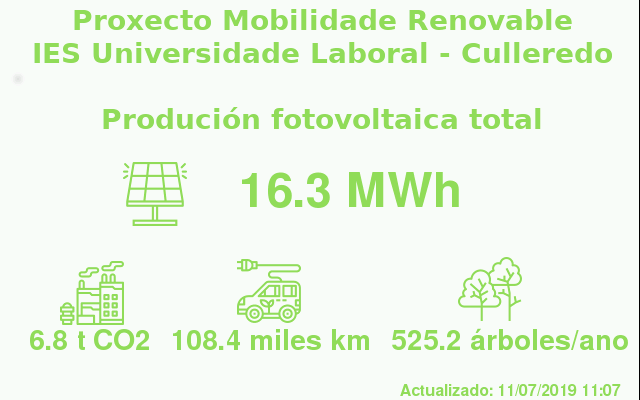 Proxecto Mobilidade Renovable
IES Universidade Laboral - Culleredo
Produción fotovoltaica total
16.3 MWh
6.8 t CO2 108.4 miles km 525.2 árboles/ano
Actualizado: 11/07/2019 11:07